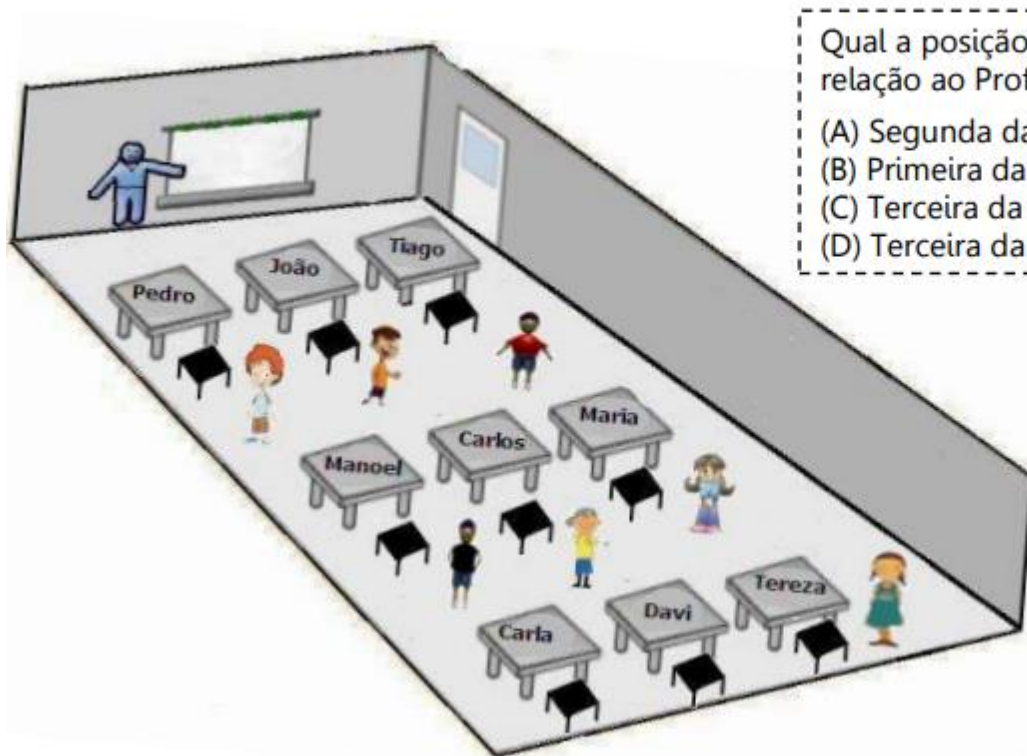 Qual a posição
relação ao Prof
(A) Segunda da
(B) Primeira da
(C) Terceira da
(D) Terceira da
Tiago
João
Pedro
Maria
Carlos
Manoel
Tereza
Davi
Carla